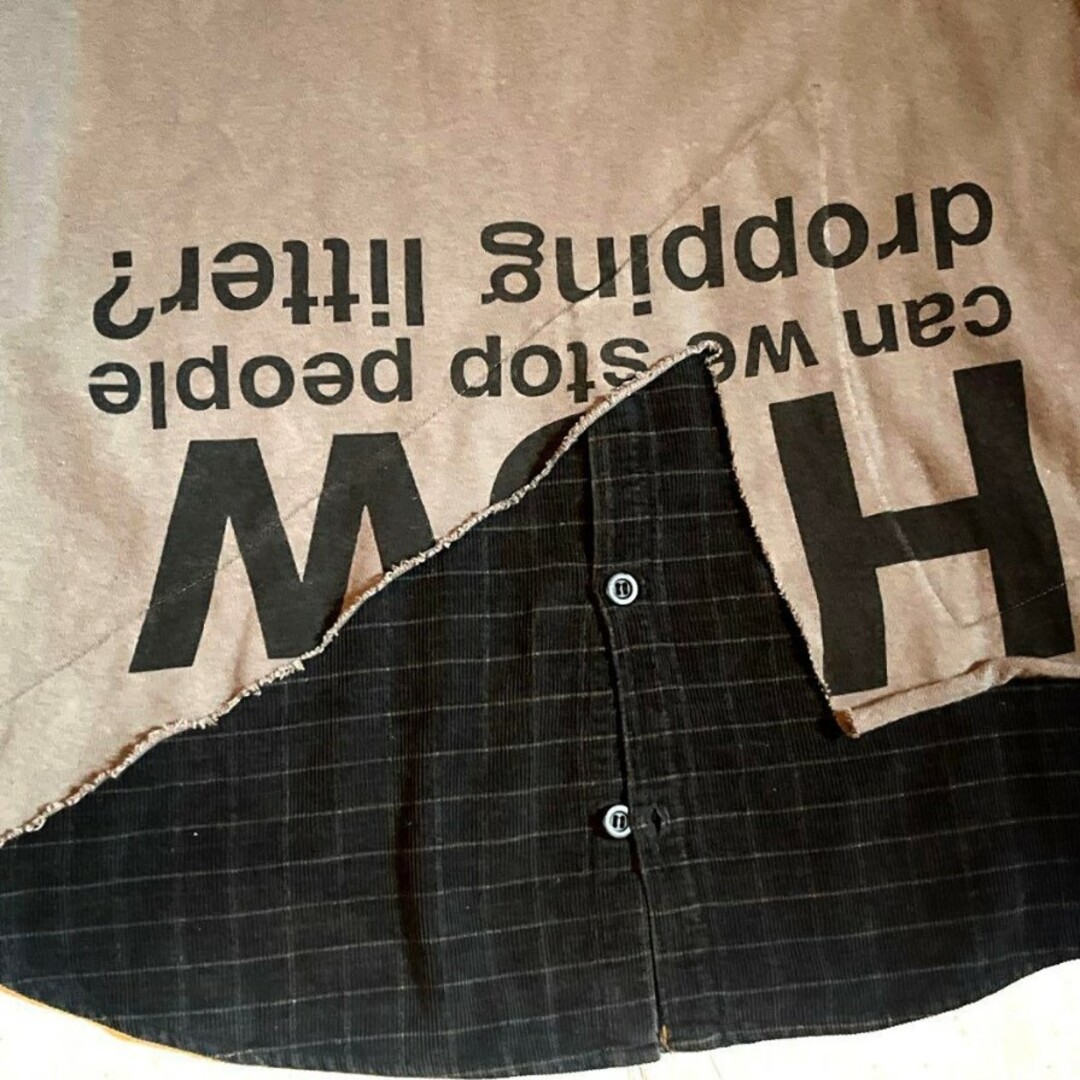 HOW
can we stop people
dropping litter?